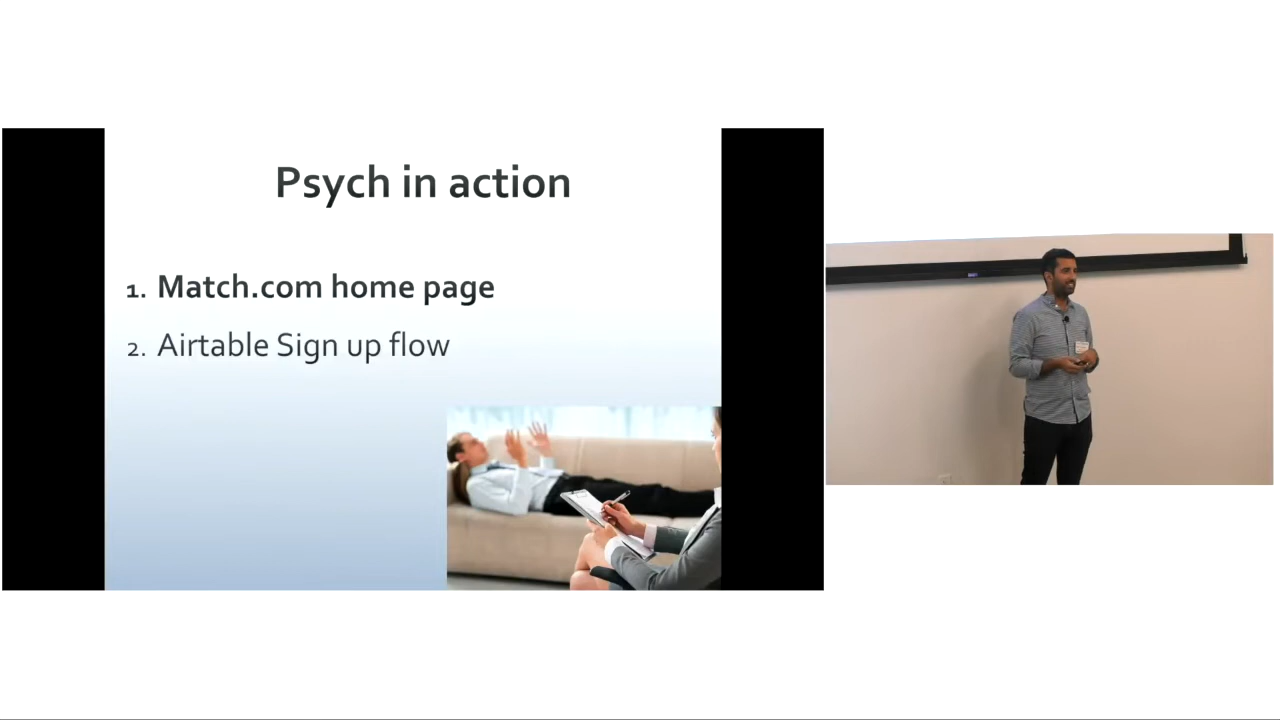 Psych in action
1. Match.com home page
2. Airtable Sign up flow